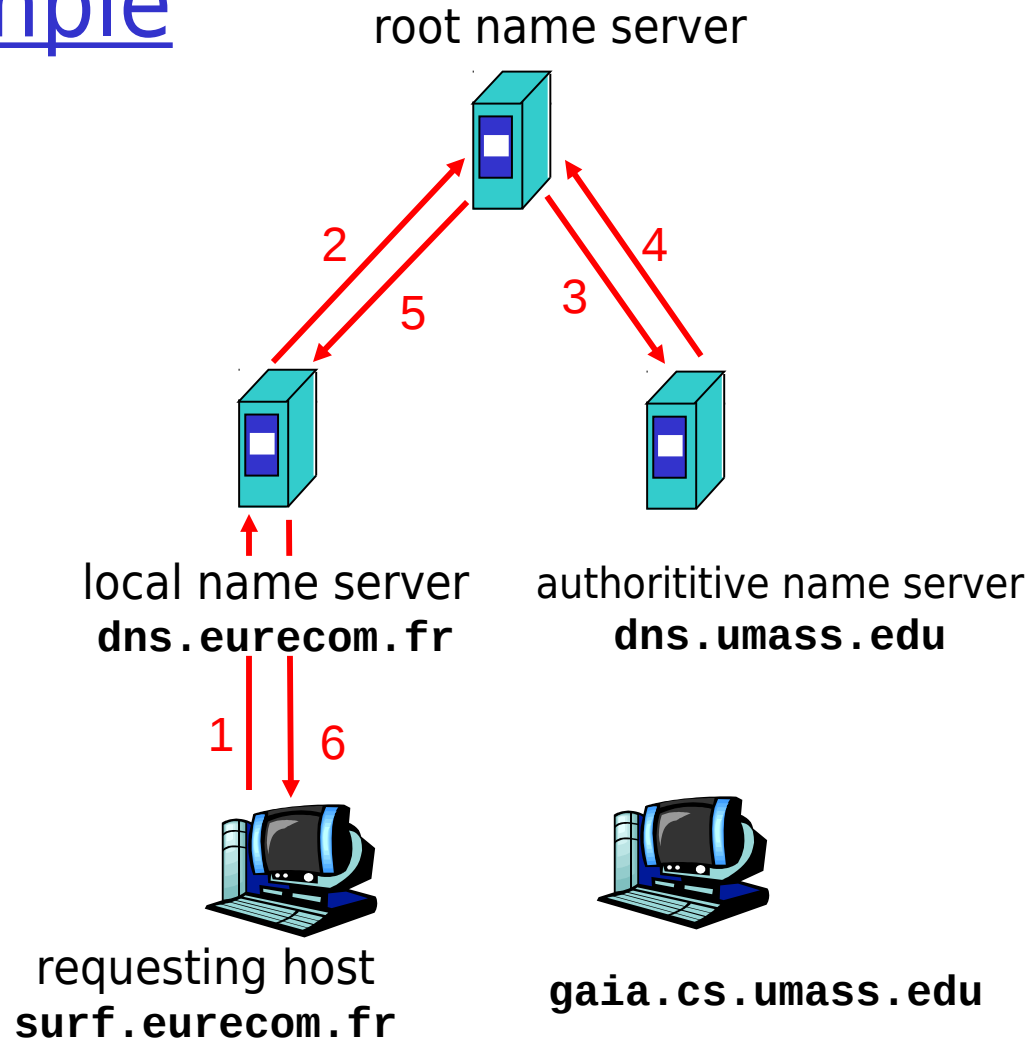 root name server
2
4
3
5
local name server
dns.eurecom.fr
authorititive name server
dns.umass.edu
1
6
requesting host
surf.eurecom.fr
gaia.cs.umass.edu